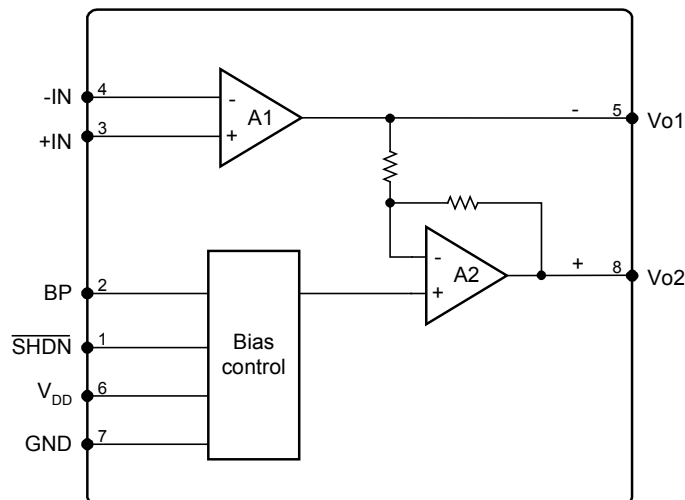 -IN 4 - A1 - 5 Vo1
+IN 3 +
- A2 + 8 Vo2
BP 2 +
SHDN 1 Bias control
VDD 6
GND 7